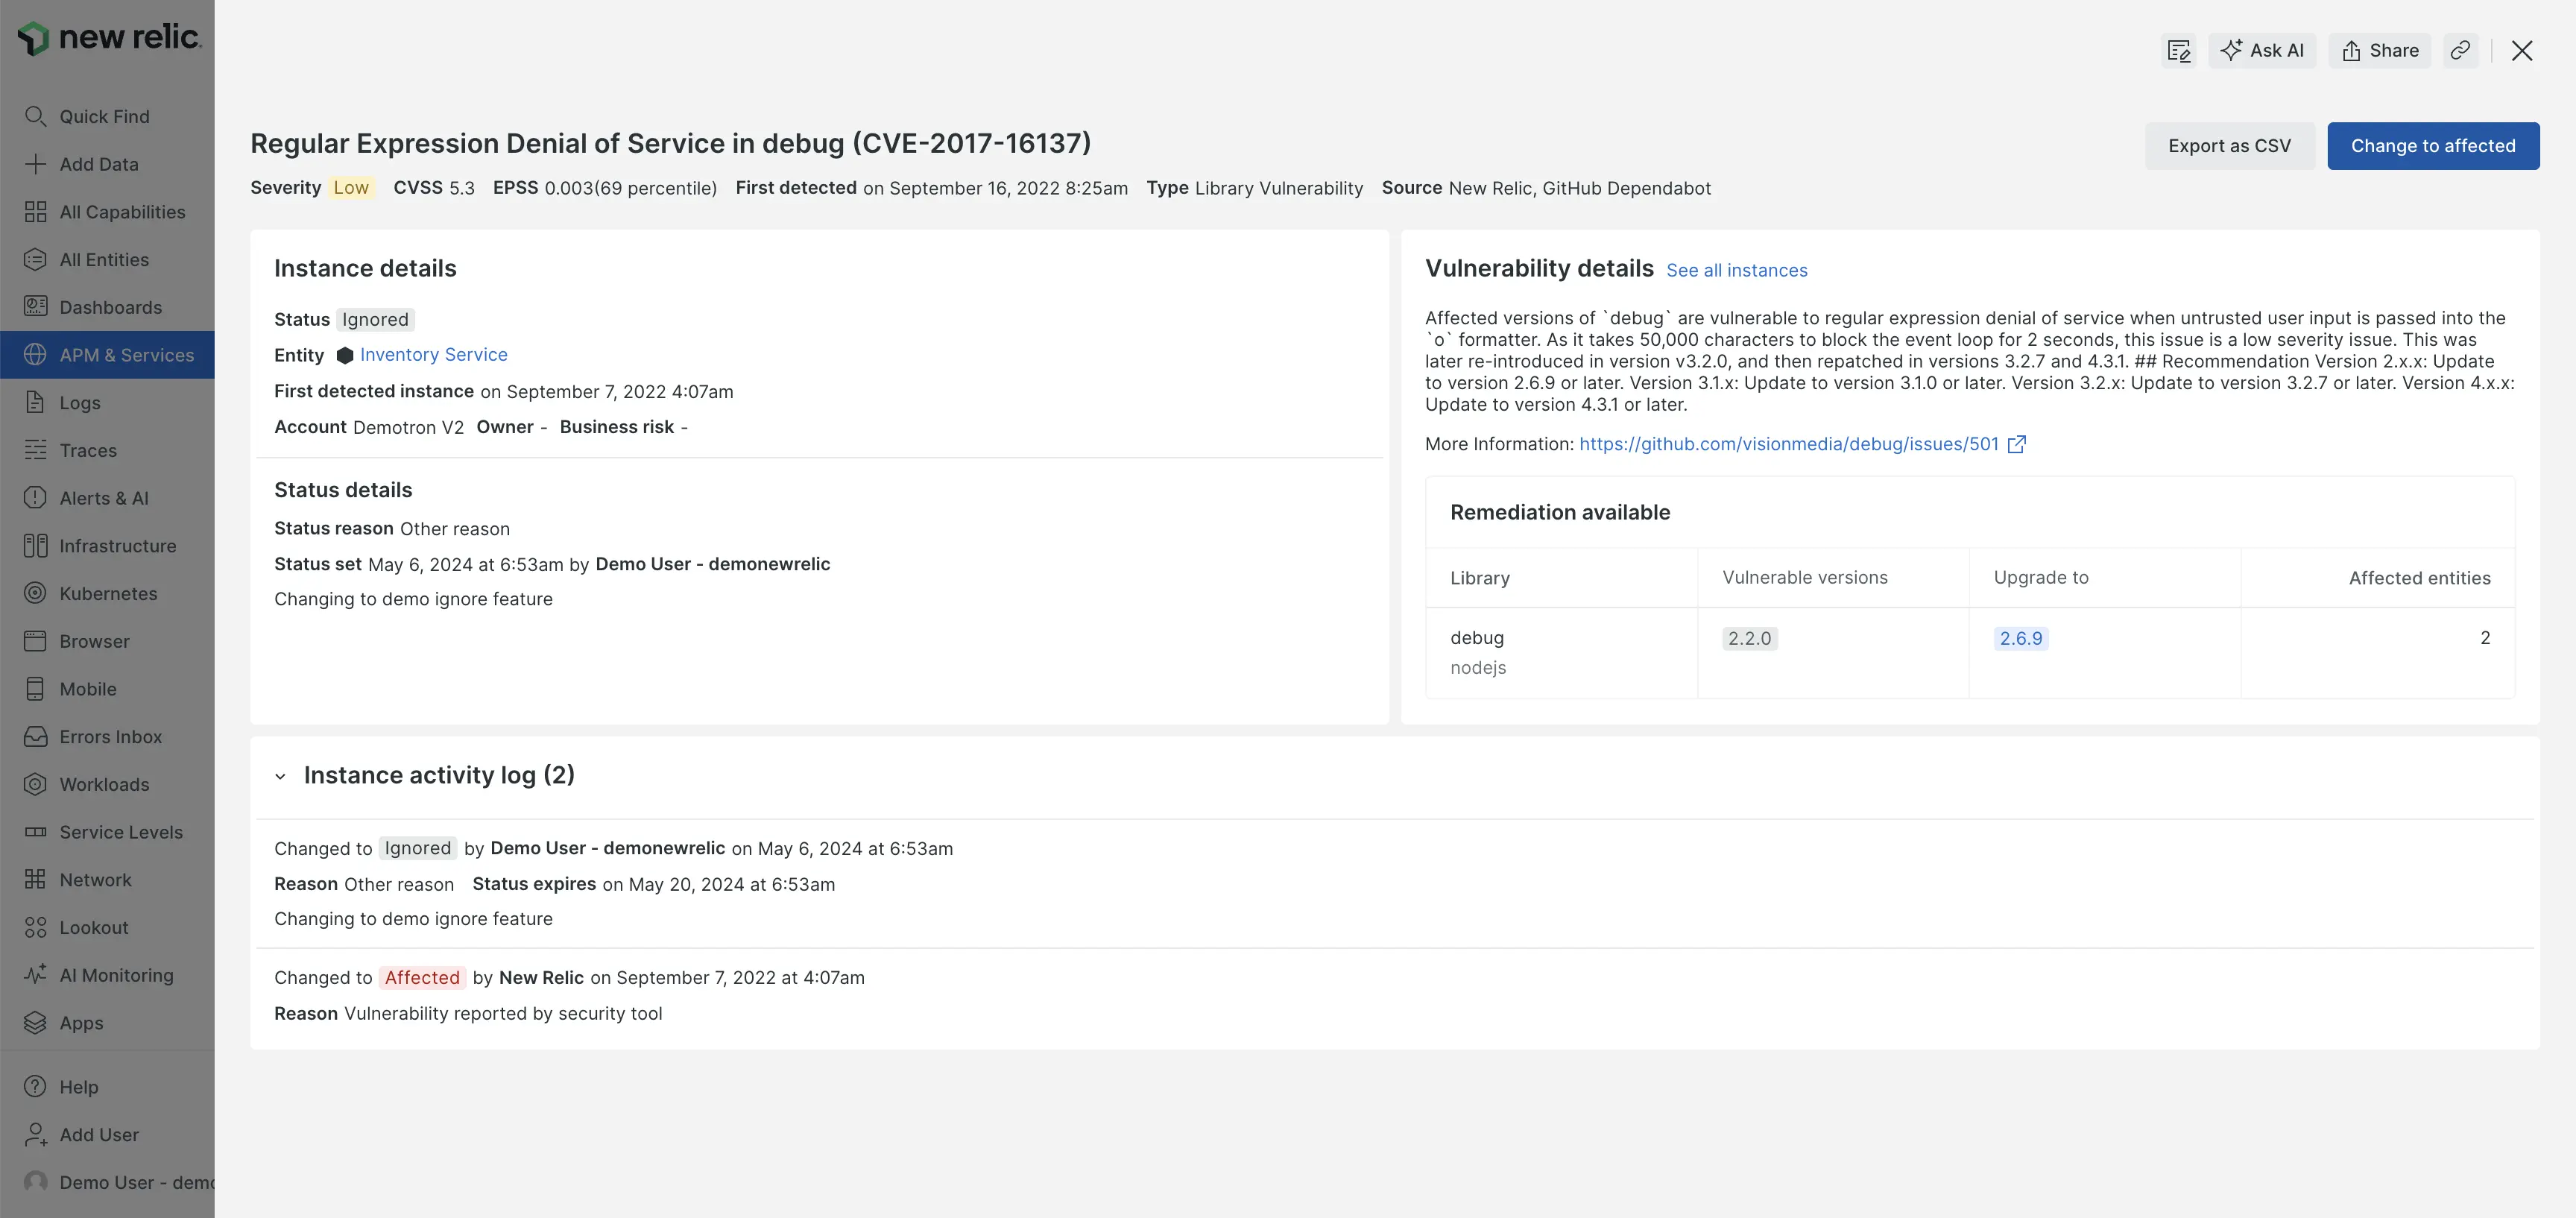 new relic.
Quick Find
Add Data
All Capabilities
All Entities
Dashboards
APM & Services
Logs
Traces
Alerts & AI
Infrastructure
Kubernetes
Browser
Mobile
Errors Inbox
Workloads
Service Levels
Network
Lookout
AI Monitoring
Apps
Help
Add User
Demo User - demo
Ask AI
Share
Regular Expression Denial of Service in debug (CVE-2017-16137)
Export as CSV
Change to affected
Severity Low CVSS 5.3 EPSS 0.003(69 percentile) First detected on September 16, 2022 8:25am Type Library Vulnerability Source New Relic, GitHub Dependabot
Instance details
Status Ignored
Entity Inventory Service
First detected instance on September 7, 2022 4:07am
Account Demotron V2 Owner - Business risk -
Status details
Status reason Other reason
Status set May 6, 2024 at 6:53am by Demo User - demonewrelic
Changing to demo ignore feature
Vulnerability details See all instances
Affected versions of `debug` are vulnerable to regular expression denial of service when untrusted user input is passed into the
`o` formatter. As it takes 50,000 characters to block the event loop for 2 seconds, this issue is a low severity issue. This was
later re-introduced in version v3.2.0, and then repatched in versions 3.2.7 and 4.3.1. ## Recommendation Version 2.x.x: Update
to version 2.6.9 or later. Version 3.1.x: Update to version 3.1.0 or later. Version 3.2.x: Update to version 3.2.7 or later. Version 4.x.x:
Update to version 4.3.1 or later.
More Information: https://github.com/visionmedia/debug/issues/501
Remediation available
Library Vulnerable versions Upgrade to Affected entities
debug 2.2.0 2.6.9 2
nodejs
Instance activity log (2)
Changed to Ignored by Demo User - demonewrelic on May 6, 2024 at 6:53am
Reason Other reason Status expires on May 20, 2024 at 6:53am
Changing to demo ignore feature
Changed to Affected by New Relic on September 7, 2022 at 4:07am
Reason Vulnerability reported by security tool